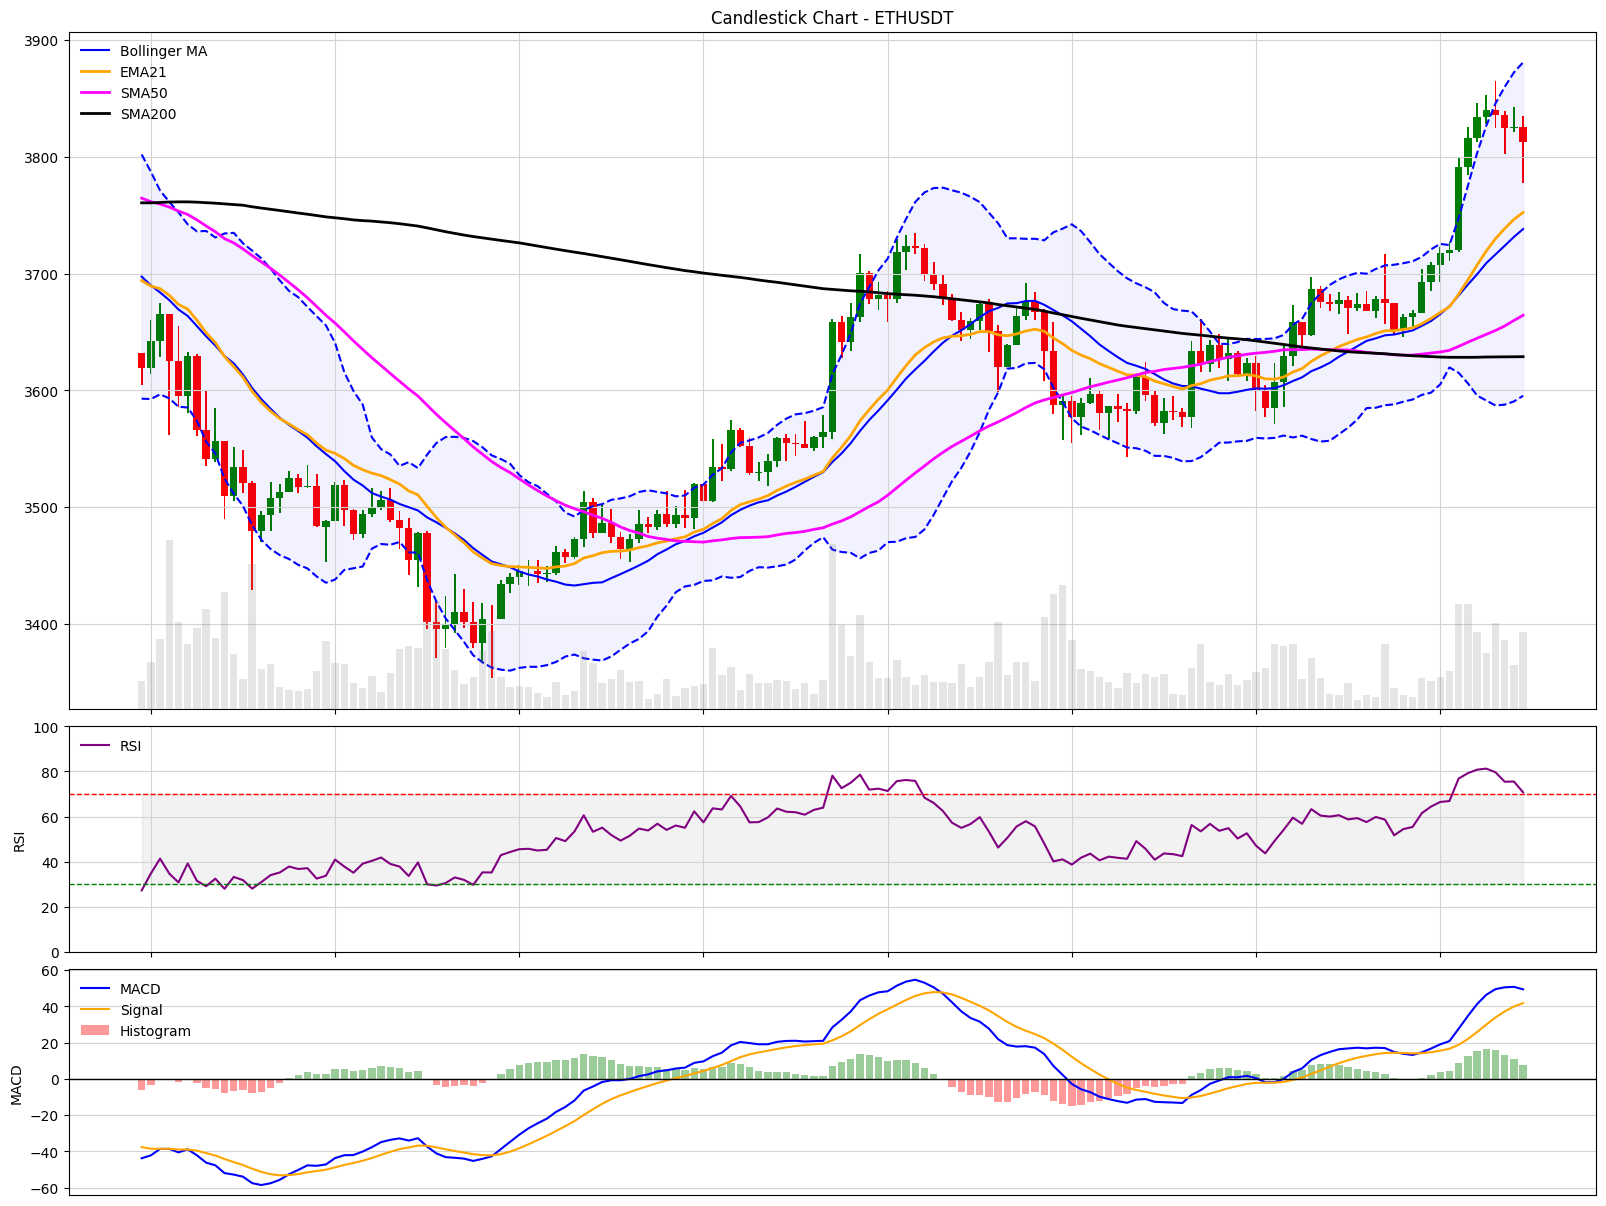 Candlestick Chart - ETHUSDT
3900
3800
3700
3600
3500
3400
Bollinger MA
EMA21
SMA50
SMA200
RSI
100
80
60
40
20
0
RSI
MACD
60
40
20
0
−20
−40
−60
MACD
Signal
Histogram